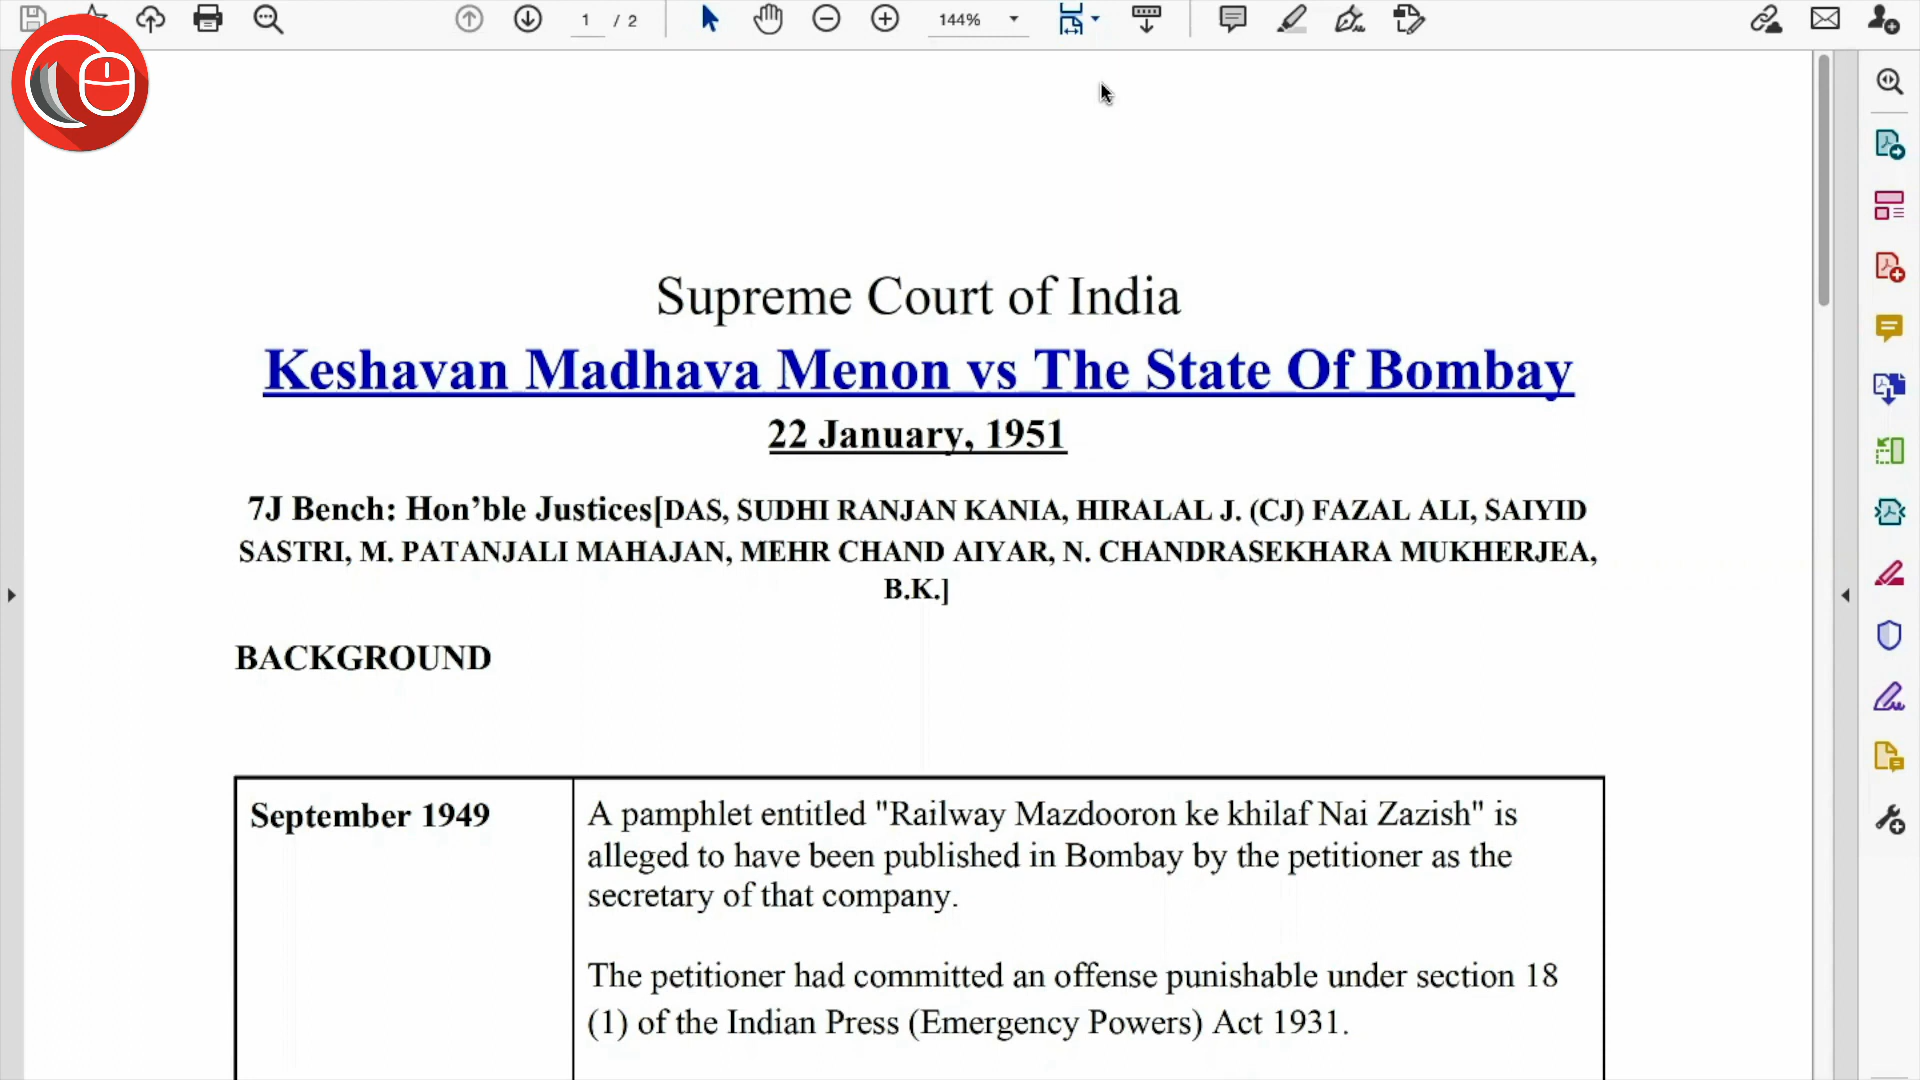 1 / 2
144%
Supreme Court of India
Keshavan Madhava Menon vs The State Of Bombay
22 January, 1951
7J Bench: Hon’ble Justices[DAS, SUDHI RANJAN KANIA, HIRALAL J. (CJ) FAZAL ALI, SAIYID
SASTRI, M. PATANJALI MAHAJAN, MEHR CHAND AIYAR, N. CHANDRASEKHARA MUKHERJEA,
B.K.]
BACKGROUND
September 1949
A pamphlet entitled "Railway Mazdooron ke khilaf Nai Zazish" is
alleged to have been published in Bombay by the petitioner as the
secretary of that company.
The petitioner had committed an offense punishable under section 18
(1) of the Indian Press (Emergency Powers) Act 1931.